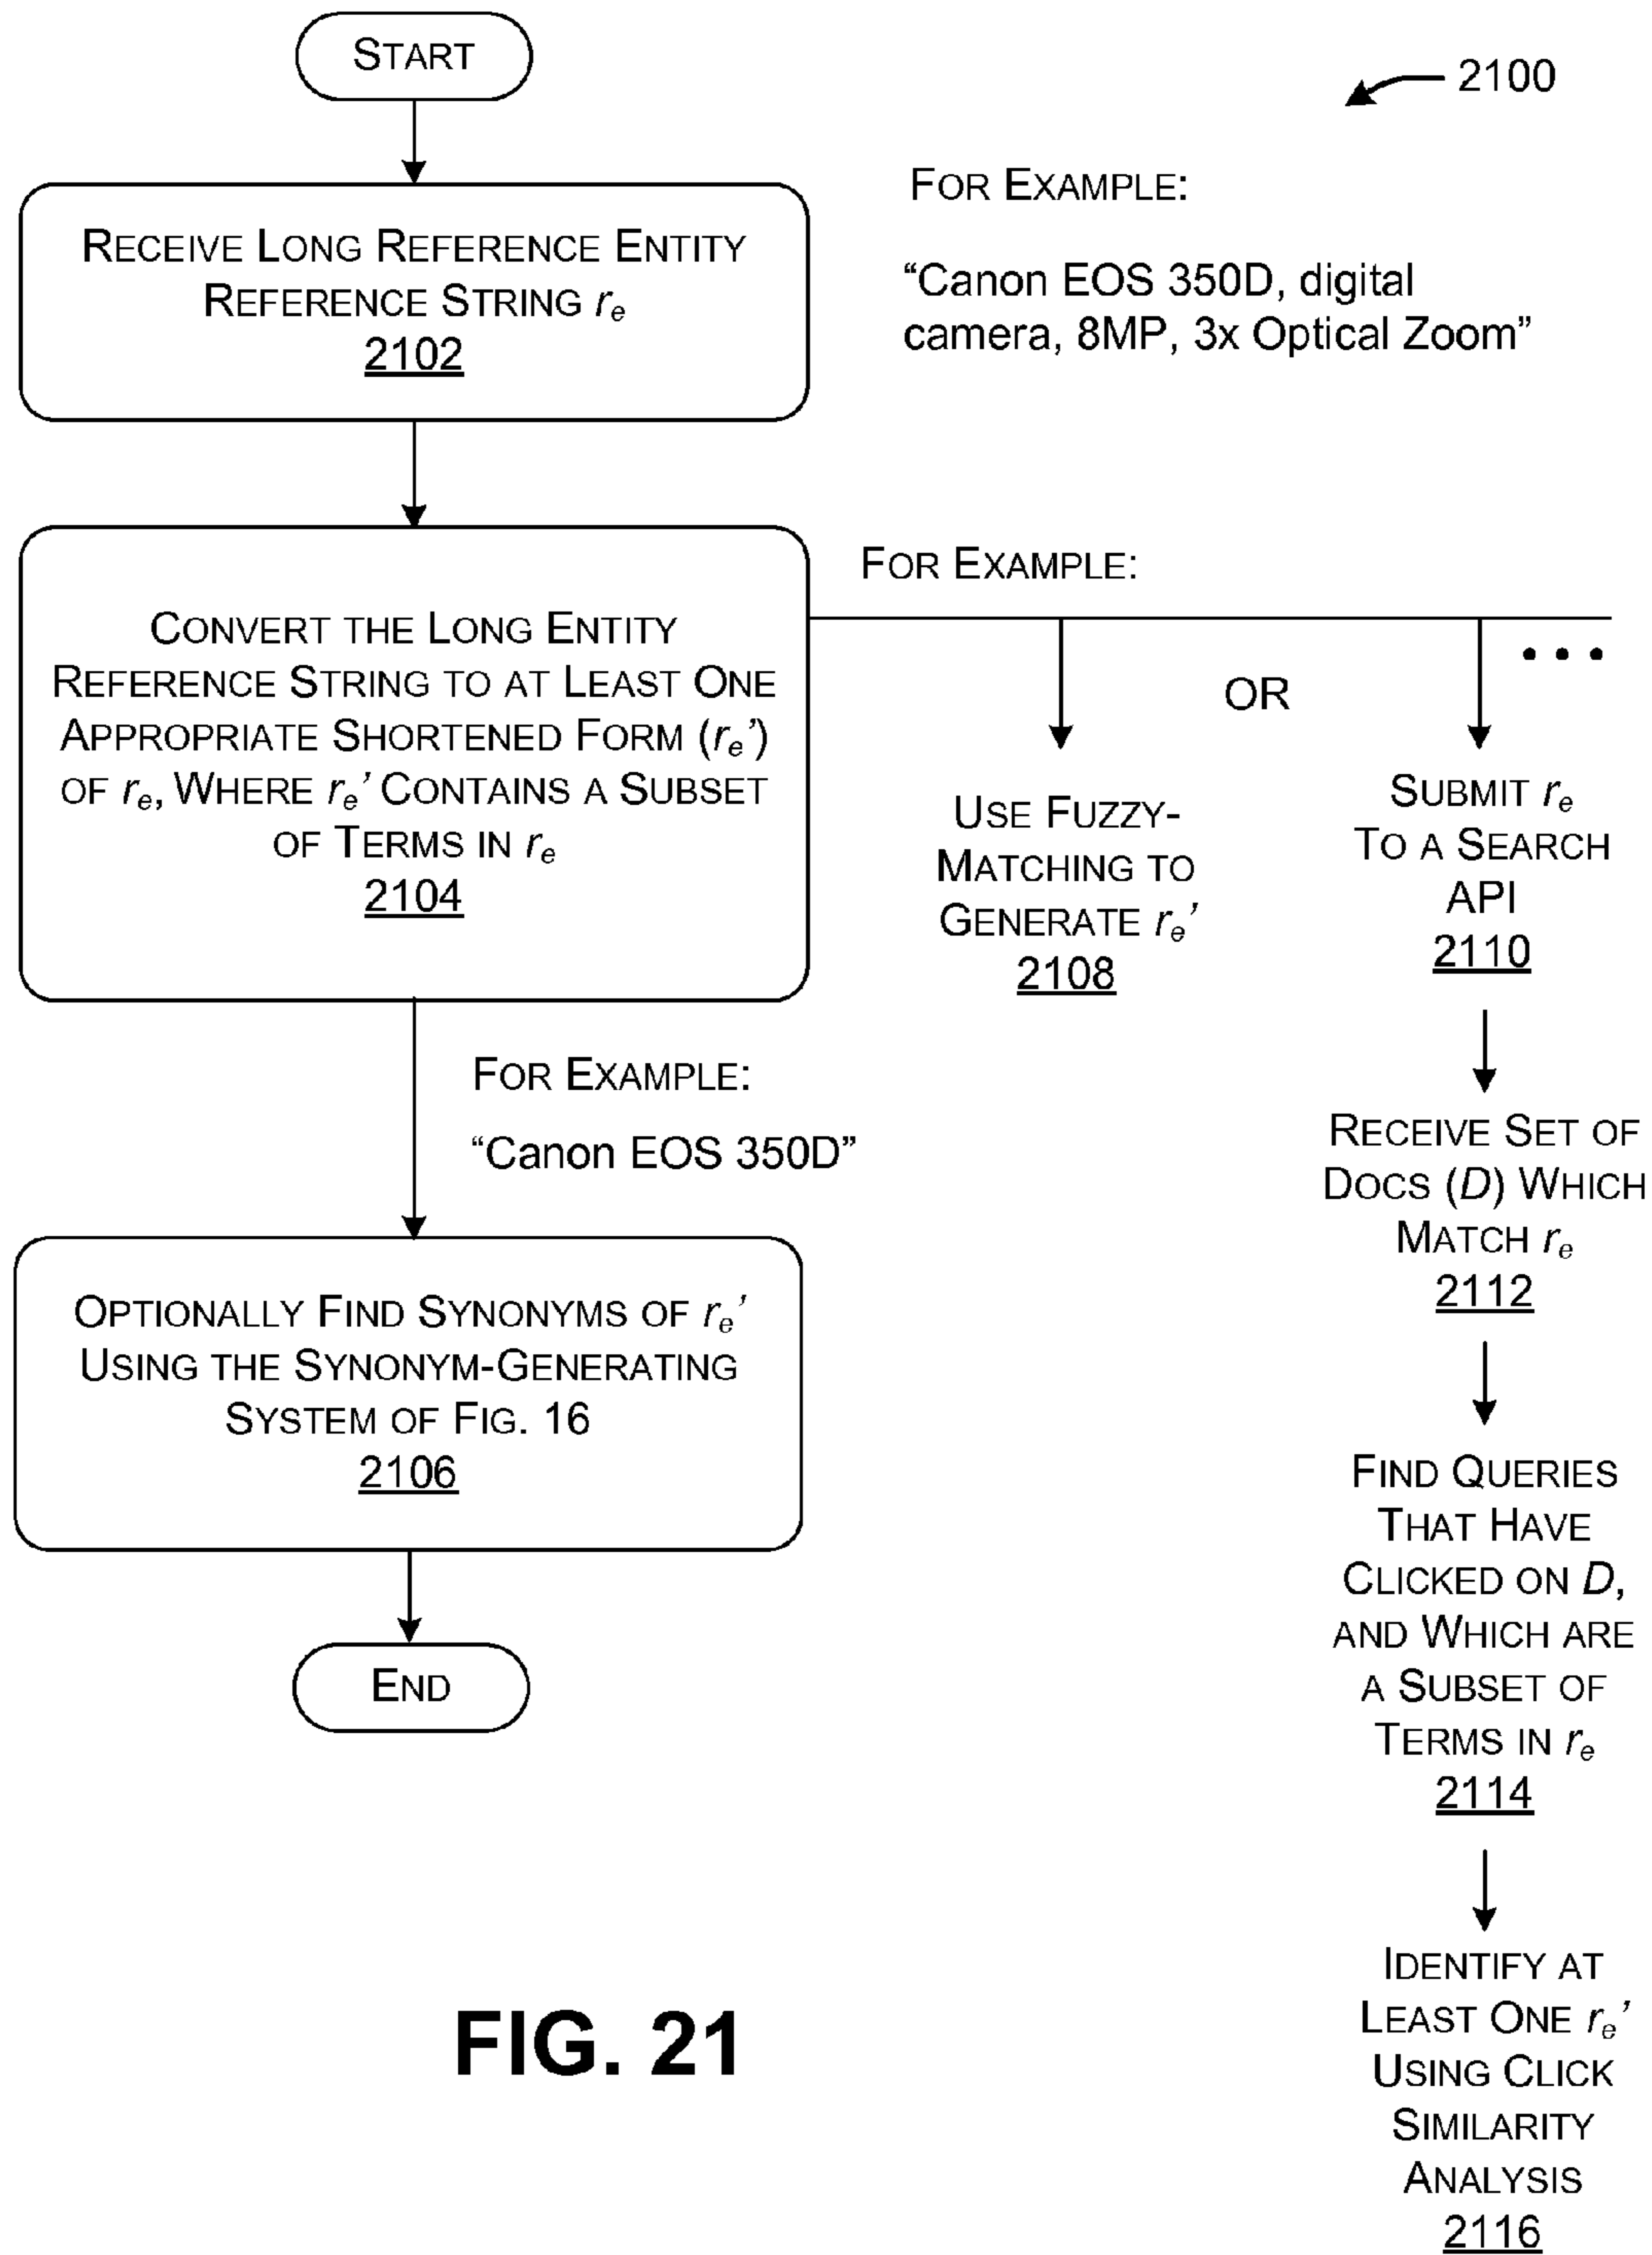 START
2100
RECEIVE LONG REFERENCE ENTITY
REFERENCE STRING re
2102
FOR EXAMPLE:
“Canon EOS 350D, digital
camera, 8MP, 3x Optical Zoom”
CONVERT THE LONG ENTITY
REFERENCE STRING TO AT LEAST ONE
APPROPRIATE SHORTENED FORM (re’)
OF re, WHERE re’ CONTAINS A SUBSET
OF TERMS IN re
2104
FOR EXAMPLE:
• • •
OR
USE FUZZY-
MATCHING TO
GENERATE re’
2108
SUBMIT re
TO A SEARCH
API
2110
RECEIVE SET OF
DOCS (D) WHICH
MATCH re
2112
FIND QUERIES
THAT HAVE
CLICKED ON D,
AND WHICH ARE
A SUBSET OF
TERMS IN re
2114
IDENTIFY AT
LEAST ONE re’
USING CLICK
SIMILARITY
ANALYSIS
2116
FOR EXAMPLE:
“Canon EOS 350D”
OPTIONALLY FIND SYNONYMS OF re’
USING THE SYNONYM-GENERATING
SYSTEM OF FIG. 16
2106
END
FIG. 21